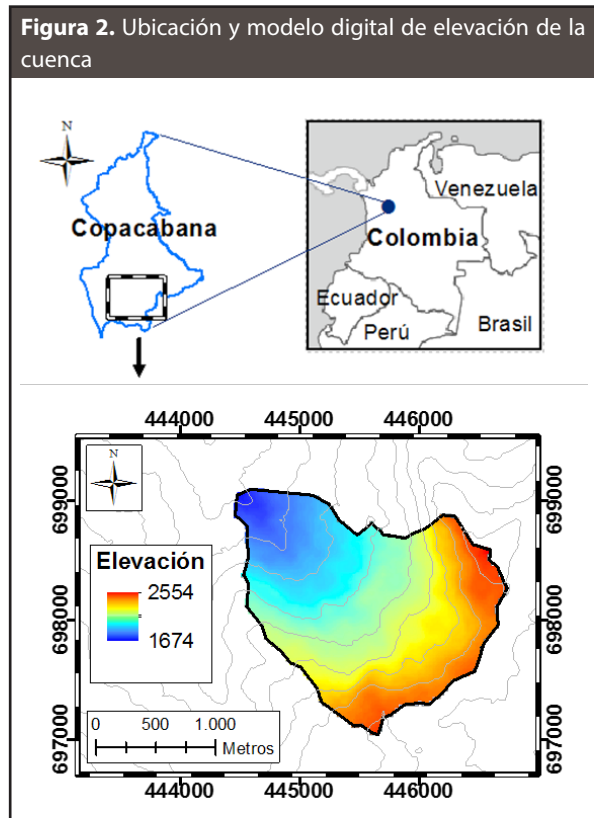 Figura 2. Ubicación y modelo digital de elevación de la
cuenca
N
Copacabana
Venezuela
Colombia
Ecuador
Perú
Brasil
444000 445000 446000
N
699000
699000
Elevación
2554
1674
698000
698000
0 500 1.000
Metros
697000
697000
444000 445000 446000